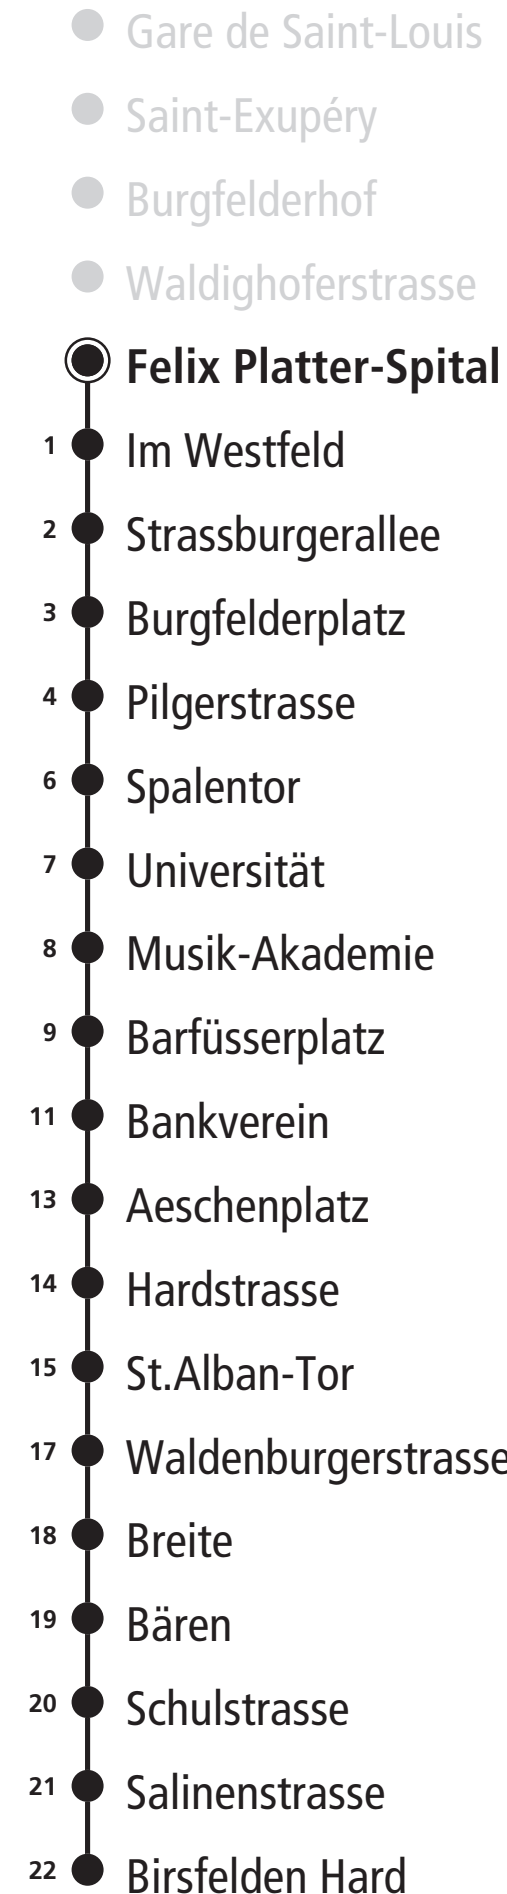 Gare de Saint-Louis
Saint-Exupéry
Burgfelderhof
Waldighoferstrasse
Felix Platter-Spital
1 Im Westfeld
2 Strassburgerallee
3 Burgfelderplatz
4 Pilgerstrasse
6 Spalentor
7 Universität
8 Musik-Akademie
9 Barfüsserplatz
11 Bankverein
13 Aeschenplatz
14 Hardstrasse
15 St.Alban-Tor
17 Waldenburgerstrasse
18 Breite
19 Bären
20 Schulstrasse
21 Salinenstrasse
22 Birsfelden Hard